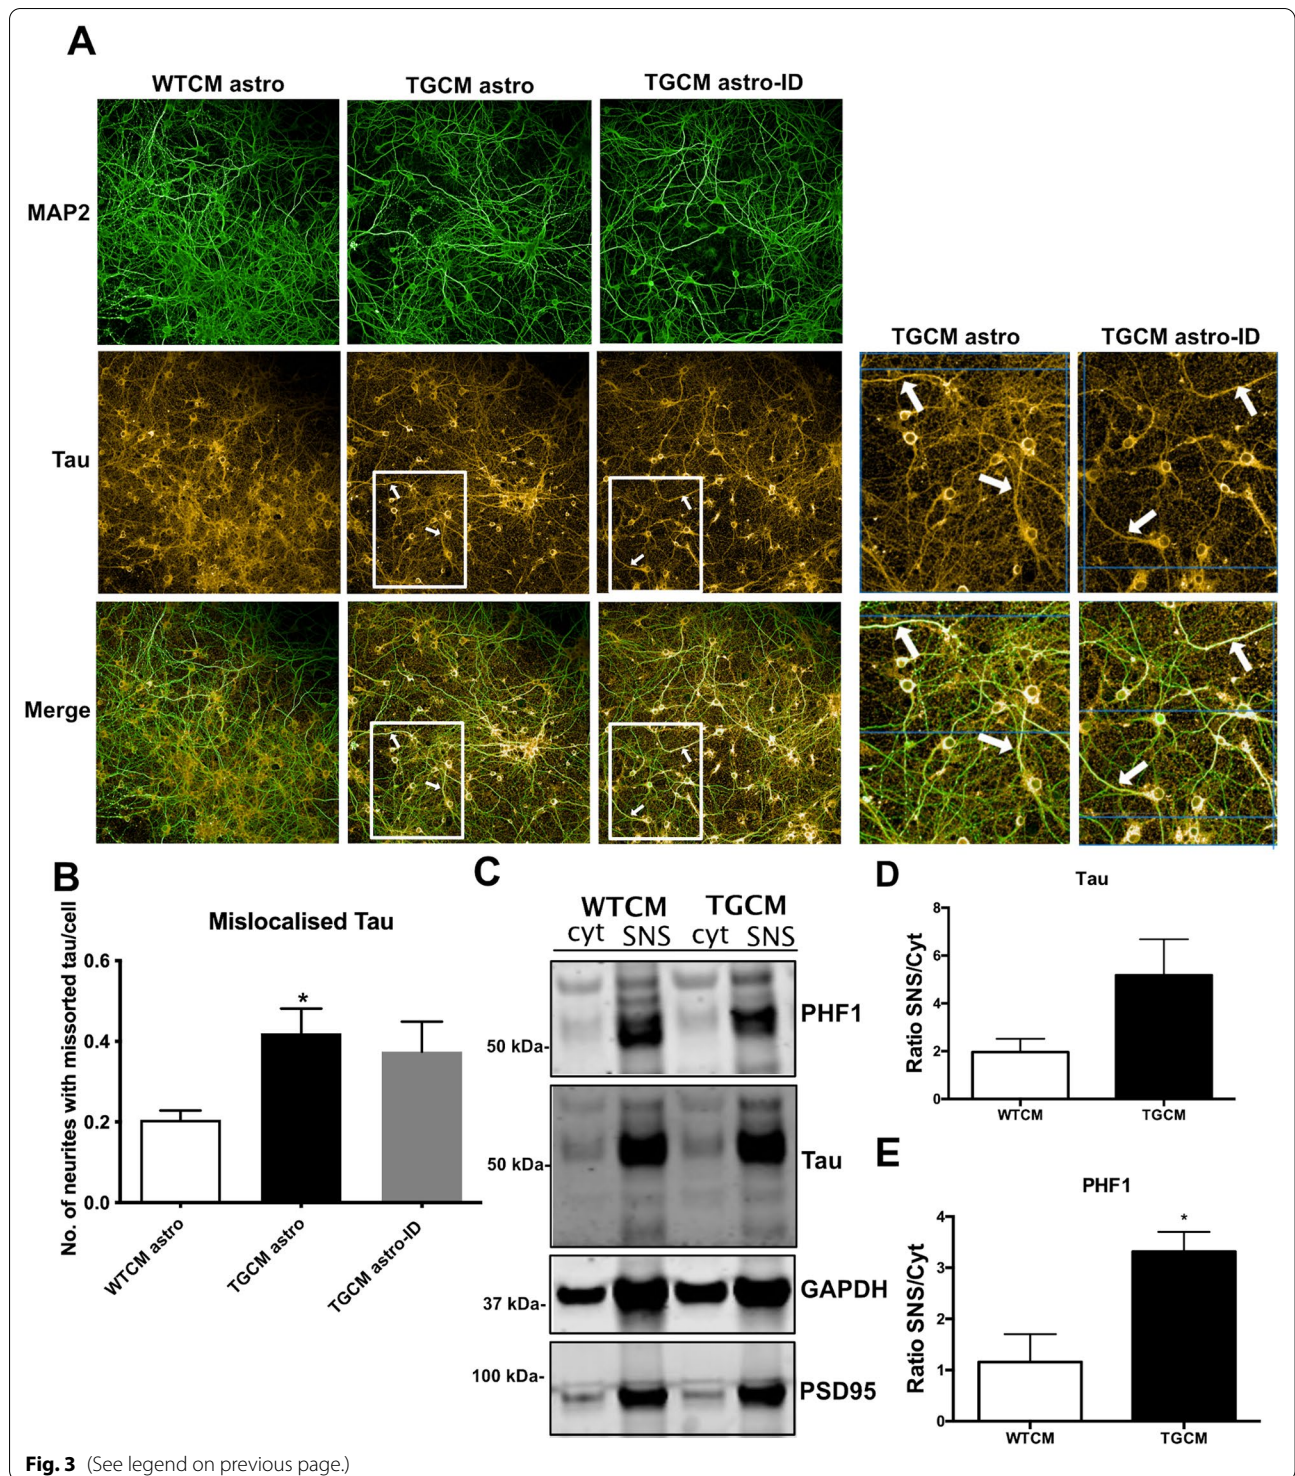 A
WTCM astro
TGCM astro
TGCM astro-ID
MAP2
TGCM astro
TGCM astro-ID
Tau
Merge
B
Mislocalised Tau
No. of neurites with missorted tau/cell
0.6
*
0.4
0.2
0.0
WTCM astro
TGCM astro
TGCM astro-ID
C
WTCM TGCM
cyt SNS cyt SNS
PHF1
50 kDa-
Tau
50 kDa-
GAPDH
37 kDa-
100 kDa-
PSD95
D
Tau
Ratio SNS/Cyt
8
6
4
2
0
WTCM
TGCM
E
PHF1
Ratio SNS/Cyt
4
*
3
2
1
0
WTCM
TGCM
Fig. 3 (See legend on previous page.)